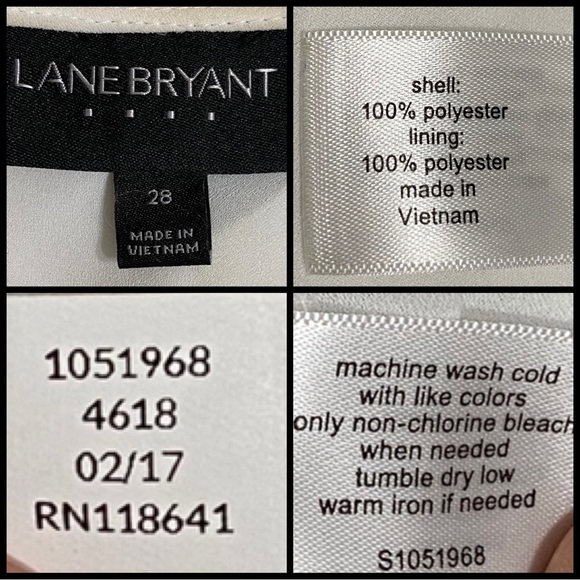 LANEBRYANT
28
MADE IN
VIETNAM
shell:
100% polyester
lining:
100% polyester
made in
Vietnam
1051968
4618
02/17
RN118641
machine wash cold
with like colors
only non-chlorine bleach
when needed
tumble dry low
warm iron if needed
S1051968